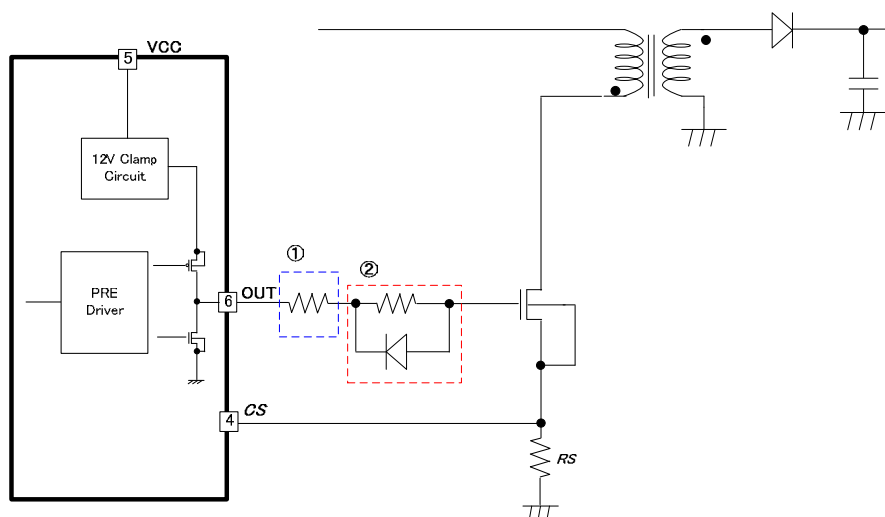 5
VCC
12V Clamp
Circuit
①
②
PRE
Driver
6
OUT
4
CS
RS